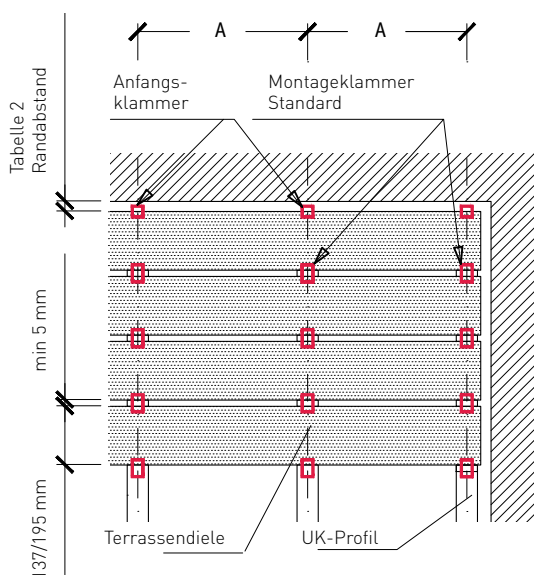 A
A
Anfangs-
klammer
Montageklammer
Standard
Tabelle 2
Randabstand
min 5 mm
137/195 mm
Terrassendiele
UK-Profil